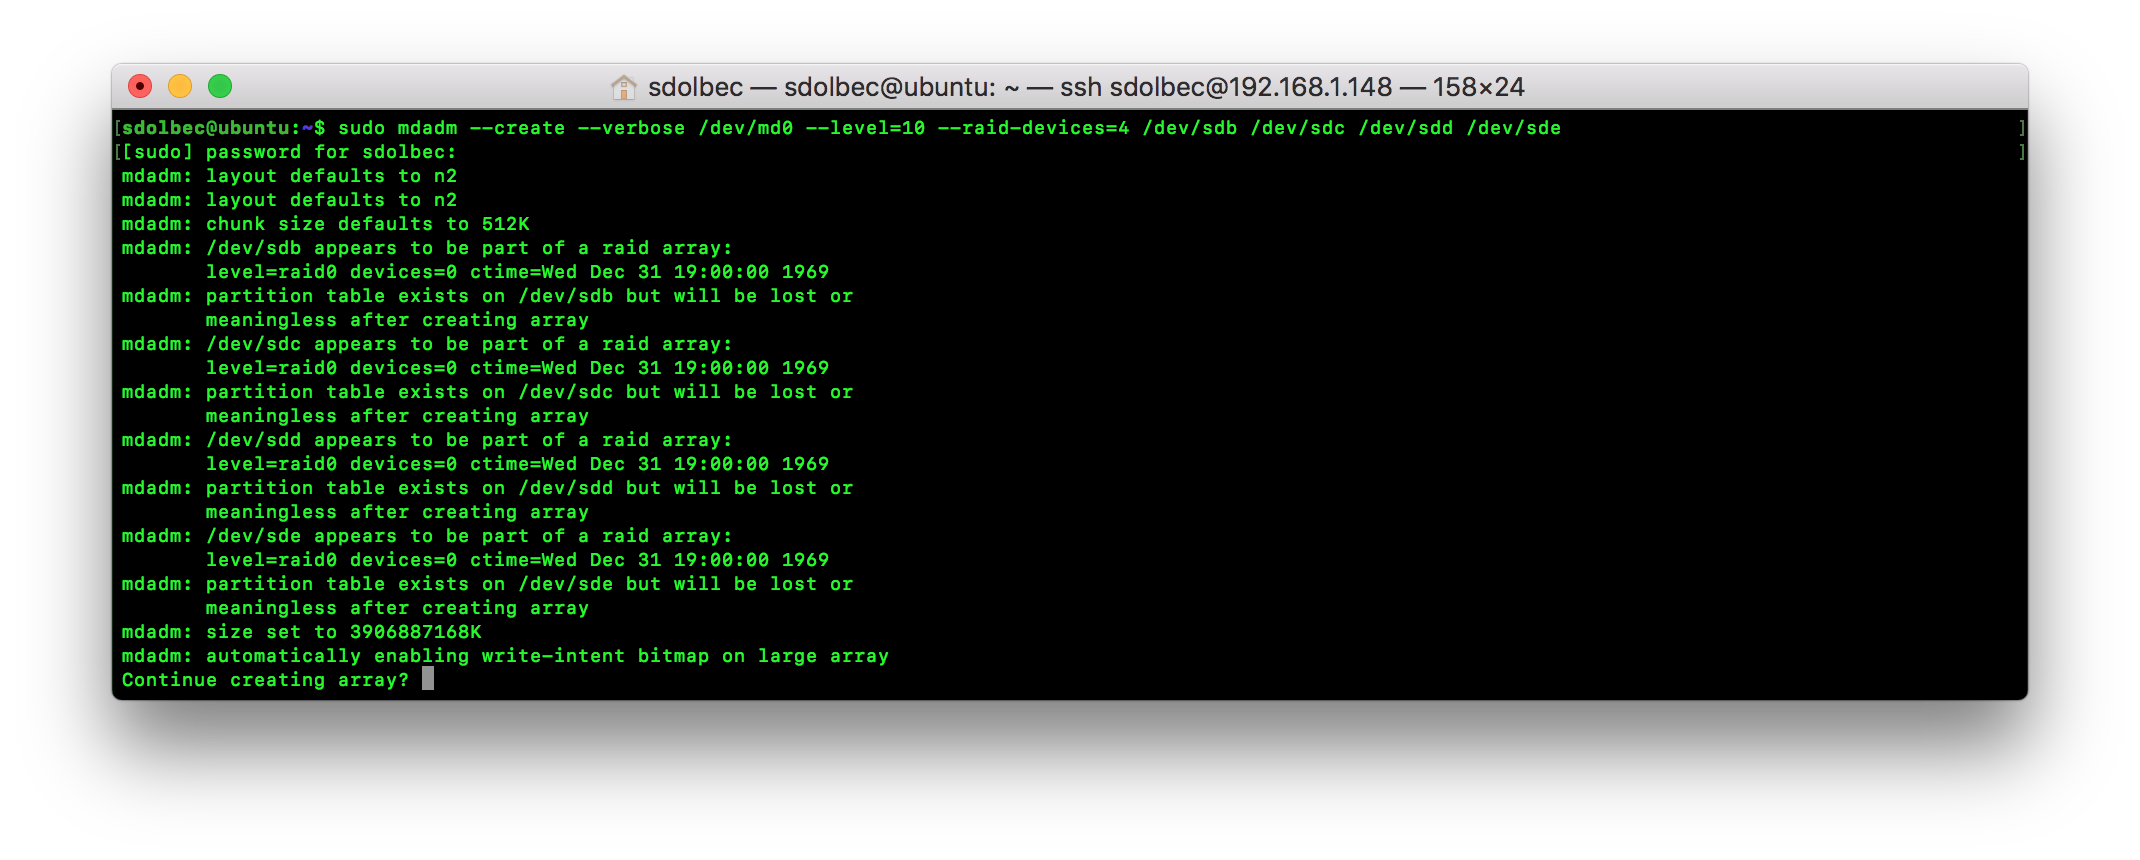 sdolbec — sdolbec@ubuntu: ~ — ssh sdolbec@192.168.1.148 — 158×24
[sdolbec@ubuntu:~$ sudo mdadm --create --verbose /dev/md0 --level=10 --raid-devices=4 /dev/sdb /dev/sdc /dev/sdd /dev/sde ]
[[sudo] password for sdolbec: ]
mdadm: layout defaults to n2
mdadm: layout defaults to n2
mdadm: chunk size defaults to 512K
mdadm: /dev/sdb appears to be part of a raid array:
       level=raid0 devices=0 ctime=Wed Dec 31 19:00:00 1969
mdadm: partition table exists on /dev/sdb but will be lost or
       meaningless after creating array
mdadm: /dev/sdc appears to be part of a raid array:
       level=raid0 devices=0 ctime=Wed Dec 31 19:00:00 1969
mdadm: partition table exists on /dev/sdc but will be lost or
       meaningless after creating array
mdadm: /dev/sdd appears to be part of a raid array:
       level=raid0 devices=0 ctime=Wed Dec 31 19:00:00 1969
mdadm: partition table exists on /dev/sdd but will be lost or
       meaningless after creating array
mdadm: /dev/sde appears to be part of a raid array:
       level=raid0 devices=0 ctime=Wed Dec 31 19:00:00 1969
mdadm: partition table exists on /dev/sde but will be lost or
       meaningless after creating array
mdadm: size set to 3906887168K
mdadm: automatically enabling write-intent bitmap on large array
Continue creating array?